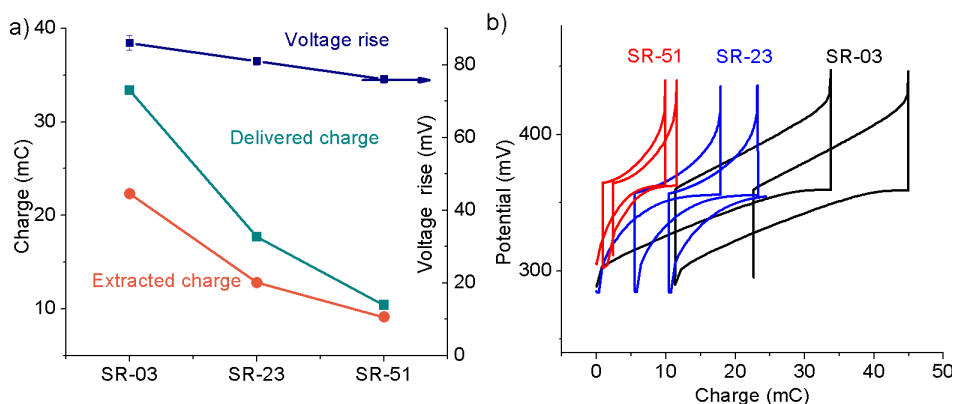 a)
Charge (mC)
40
30
20
10
Voltage rise
Delivered charge
Extracted charge
SR-03 SR-23 SR-51
80
60
40
20
0
Voltage rise (mV)
b)
Potential (mV)
400
300
SR-51 SR-23 SR-03
0 10 20 30 40 50
Charge (mC)